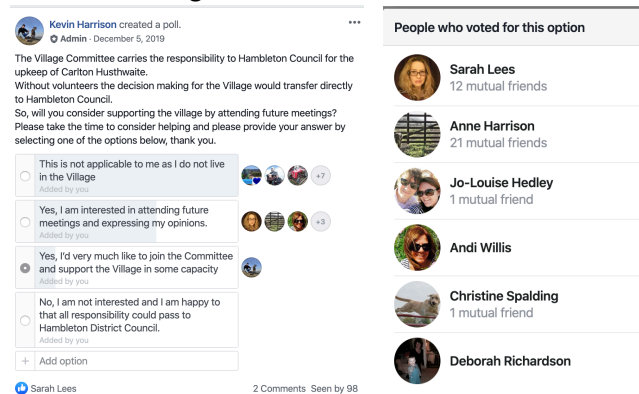 Kevin Harrison created a poll.
Admin · December 5, 2019
The Village Committee carries the responsibility to Hambleton Council for the
upkeep of Carlton Husthwaite.
Without volunteers the decision making for the Village would transfer directly
to Hambleton Council.
So, will you consider supporting the village by attending future meetings?
Please take the time to consider helping and please provide your answer by
selecting one of the options below, thank you.
This is not applicable to me as I do not live
in the Village
Added by you
+7
Yes, I am interested in attending future
meetings and expressing my opinions.
Added by you
+3
Yes, I'd very much like to join the Committee
and support the Village in some capacity
Added by you
No, I am not interested and I am happy to
that all responsibility could pass to
Hambleton District Council.
Added by you
+ Add option
Sarah Lees
2 Comments Seen by 98
People who voted for this option
Sarah Lees
12 mutual friends
Anne Harrison
21 mutual friends
Jo-Louise Hedley
1 mutual friend
Andi Willis
Christine Spalding
1 mutual friend
Deborah Richardson